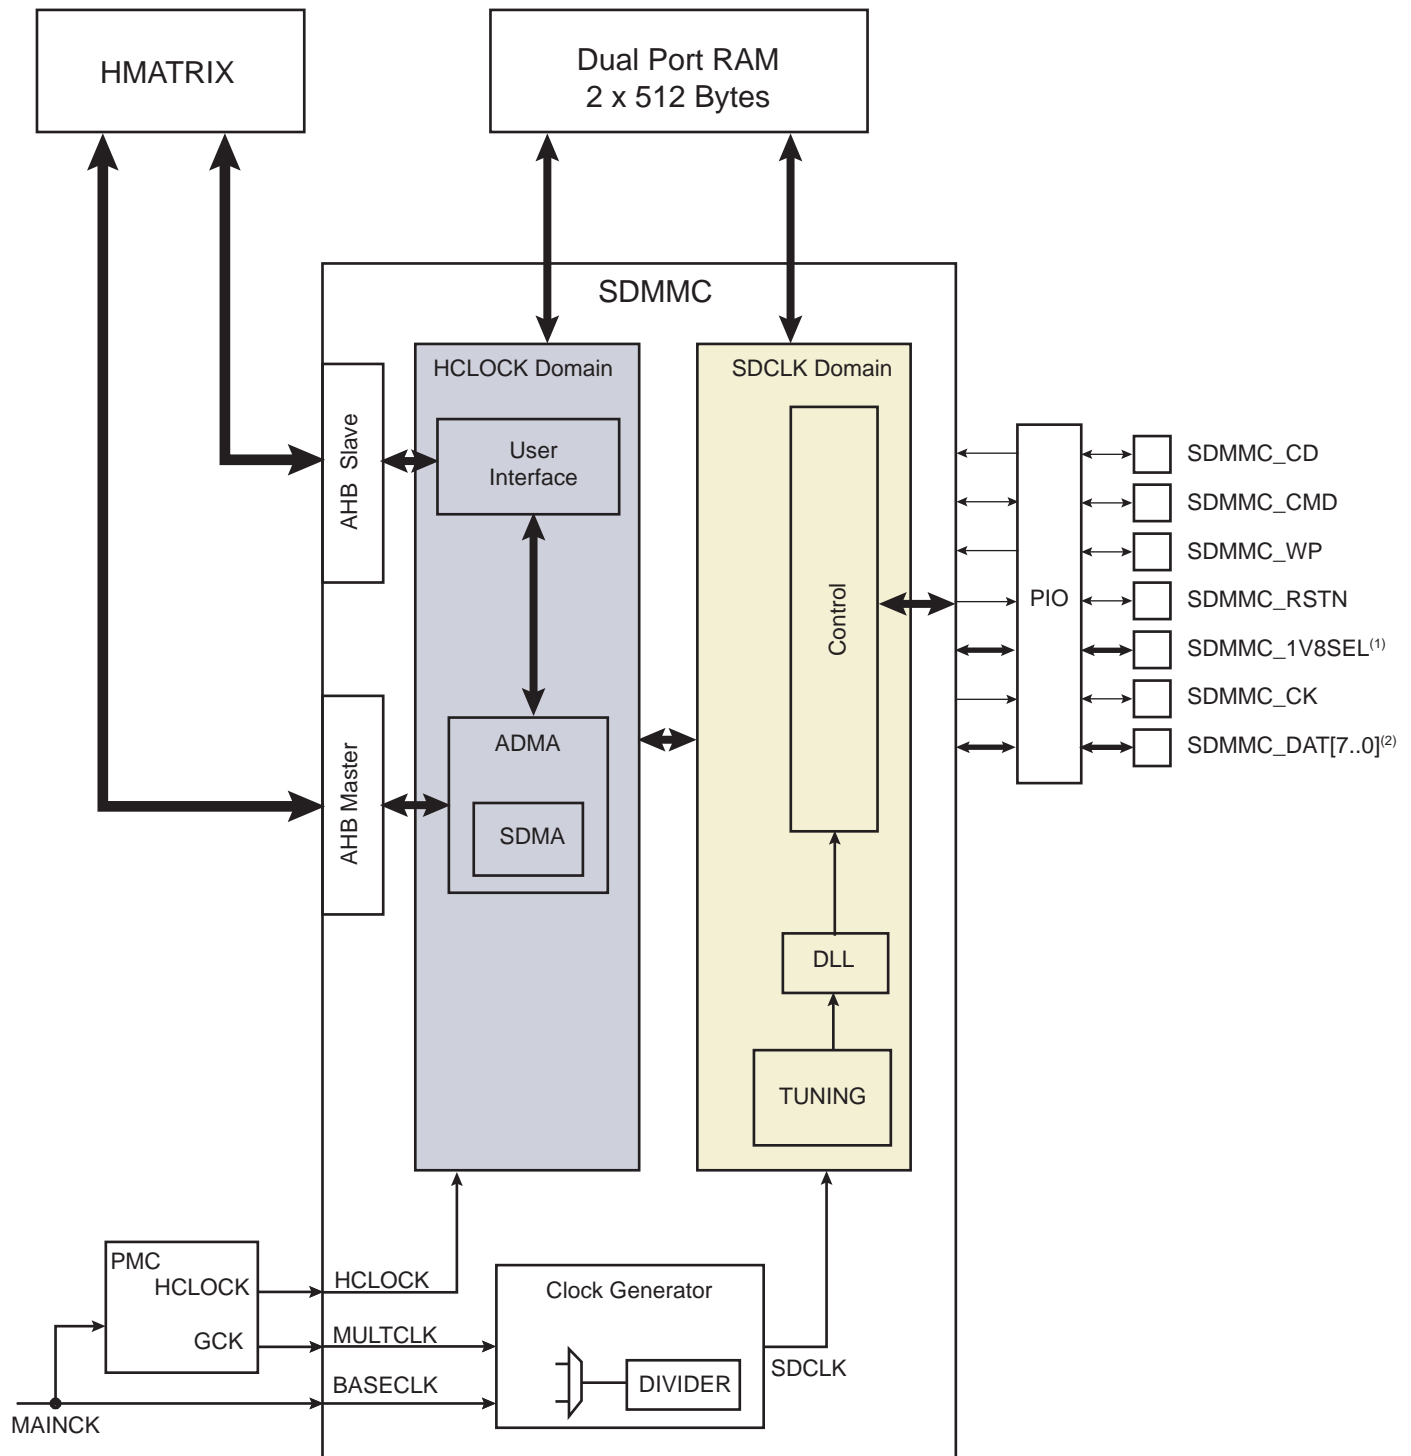 HMATRIX
Dual Port RAM
2 x 512 Bytes
SDMMC
HCLOCK Domain
SDCLK Domain
AHB Slave
User
Interface
Control
PIO
SDMMC_CD
SDMMC_CMD
SDMMC_WP
SDMMC_RSTN
SDMMC_1V8SEL(1)
SDMMC_CK
SDMMC_DAT[7..0](2)
AHB Master
ADMA
SDMA
DLL
TUNING
PMC
HCLOCK
GCK
HCLOCK
MULTCLK
BASECLK
Clock Generator
DIVIDER
SDCLK
MAINCK